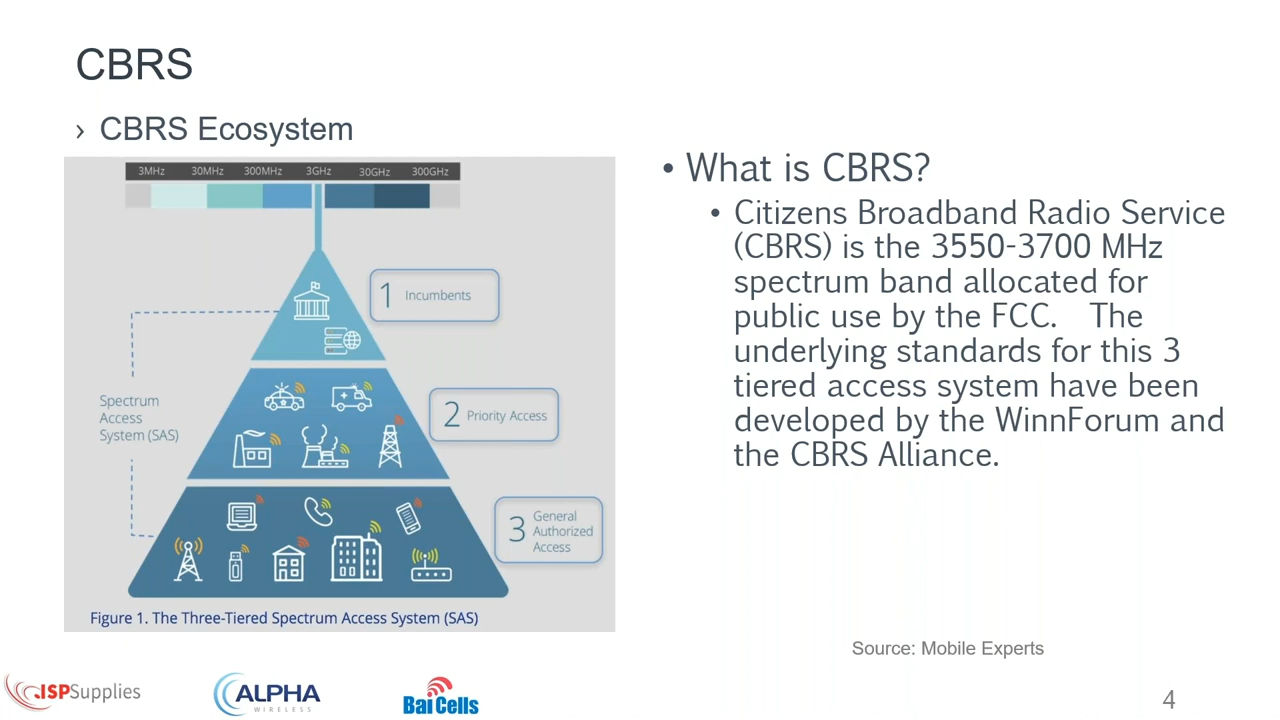 CBRS
› CBRS Ecosystem
3MHz 30MHz 300MHz 3GHz 30GHz 300GHz
1 Incumbents
Spectrum
Access
System (SAS)
2 Priority Access
3 General
Authorized
Access
Figure 1. The Three-Tiered Spectrum Access System (SAS)
• What is CBRS?
• Citizens Broadband Radio Service
(CBRS) is the 3550-3700 MHz
spectrum band allocated for
public use by the FCC. The
underlying standards for this 3
tiered access system have been
developed by the WinnForum and
the CBRS Alliance.
Source: Mobile Experts
ISPSupplies
ALPHA
WIRELESS
BaiCells
4